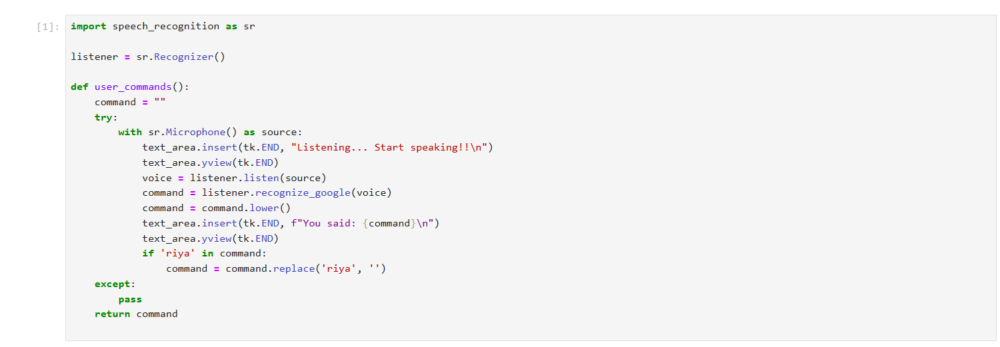 [1]: import speech_recognition as sr
listener = sr.Recognizer()
def user_commands():
    command = ""
    try:
        with sr.Microphone() as source:
            text_area.insert(tk.END, "Listening... Start speaking!!\n")
            text_area.yview(tk.END)
            voice = listener.listen(source)
            command = listener.recognize_google(voice)
            command = command.lower()
            text_area.insert(tk.END, f"You said: {command}\n")
            text_area.yview(tk.END)
            if 'riya' in command:
                command = command.replace('riya', '')
    except:
        pass
    return command